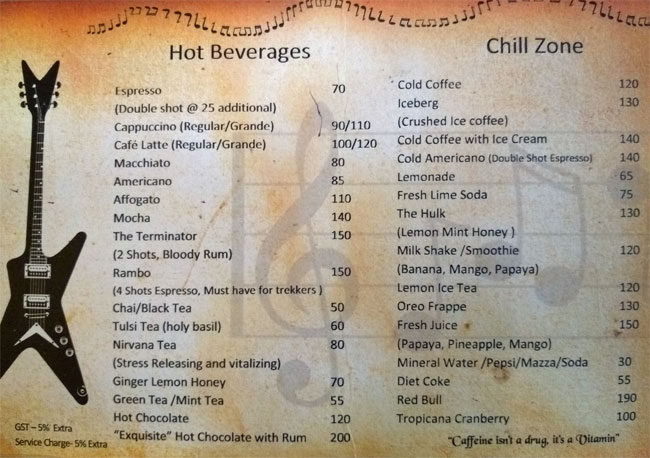 Hot Beverages
Espresso 70
(Double shot @ 25 additional)
Cappuccino (Regular/Grande) 90/110
Café Latte (Regular/Grande) 100/120
Macchiato 80
Americano 85
Affogato 110
Mocha 140
The Terminator 150
(2 Shots, Bloody Rum)
Rambo 150
(4 Shots Espresso, Must have for trekkers )
Chai/Black Tea 50
Tulsi Tea (holy basil) 60
Nirvana Tea 80
(Stress Releasing and vitalizing)
Ginger Lemon Honey 70
Green Tea /Mint Tea 55
Hot Chocolate 120
"Exquisite" Hot Chocolate with Rum 200
GST – 5% Extra
Service Charge- 5% Extra
Chill Zone
Cold Coffee 120
Iceberg 130
(Crushed Ice coffee)
Cold Coffee with Ice Cream 140
Cold Americano (Double Shot Espresso) 140
Lemonade 65
Fresh Lime Soda 75
The Hulk 130
(Lemon Mint Honey )
Milk Shake /Smoothie 120
(Banana, Mango, Papaya)
Lemon Ice Tea 120
Oreo Frappe 130
Fresh Juice 150
(Papaya, Pineapple, Mango)
Mineral Water /Pepsi/Mazza/Soda 30
Diet Coke 55
Red Bull 190
Tropicana Cranberry 100
"Caffeine isn't a drug, it's a Vitamin"